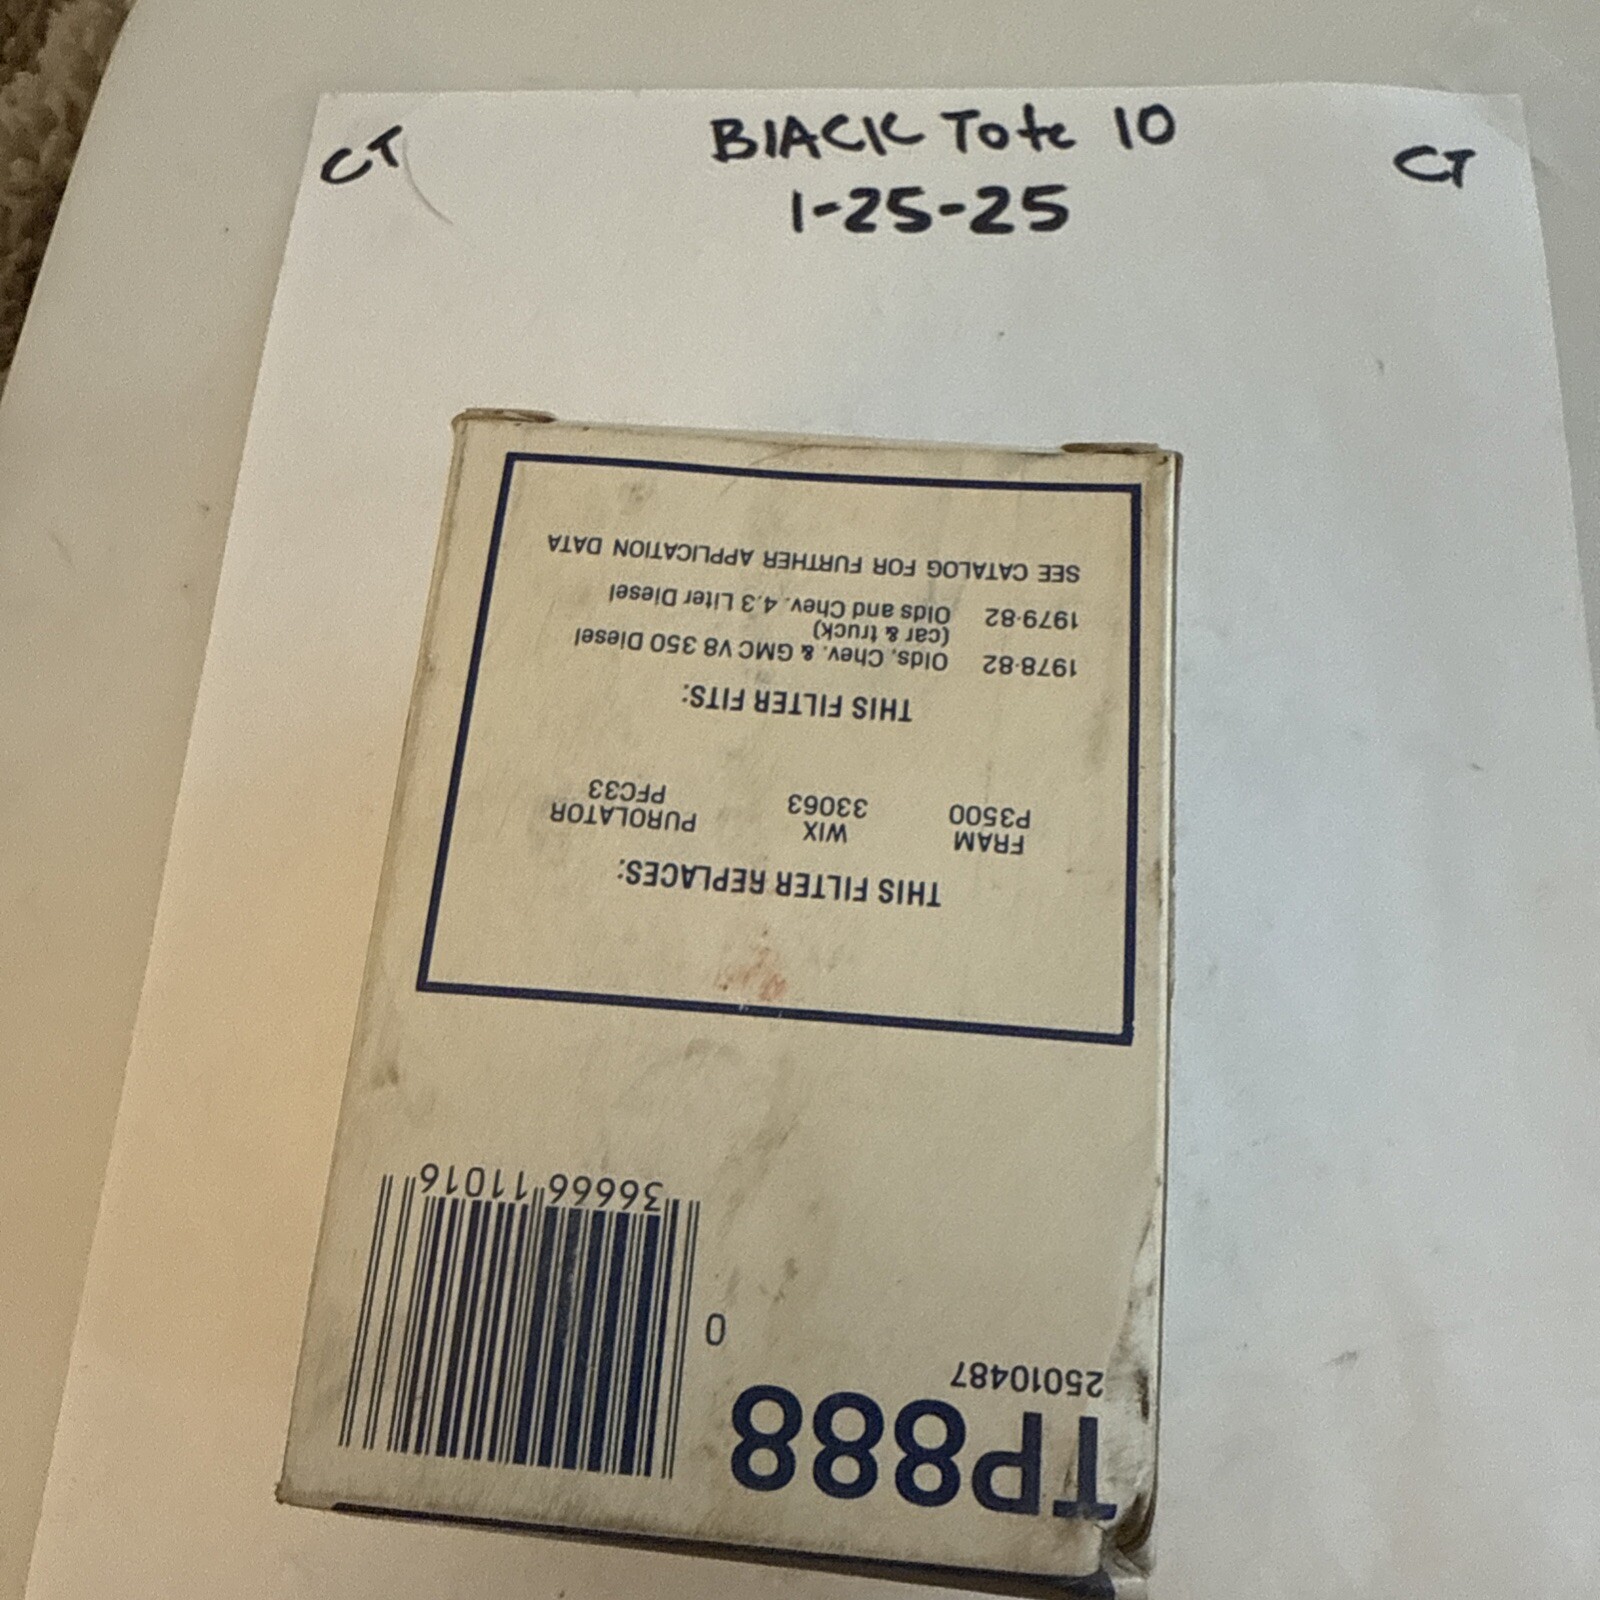 CT BlACK Tote 10 CT
1-25-25
TP888
25010487
0 36666 11016
THIS FILTER REPLACES:
FRAM WIX PUROLATOR
P3500 33063 PFC33
THIS FILTER FITS:
1978-82 Olds, Chev. & GMC V8 350 Diesel
(car & truck)
1979-82 Olds and Chev. 4.3 Liter Diesel
SEE CATALOG FOR FURTHER APPLICATION DATA